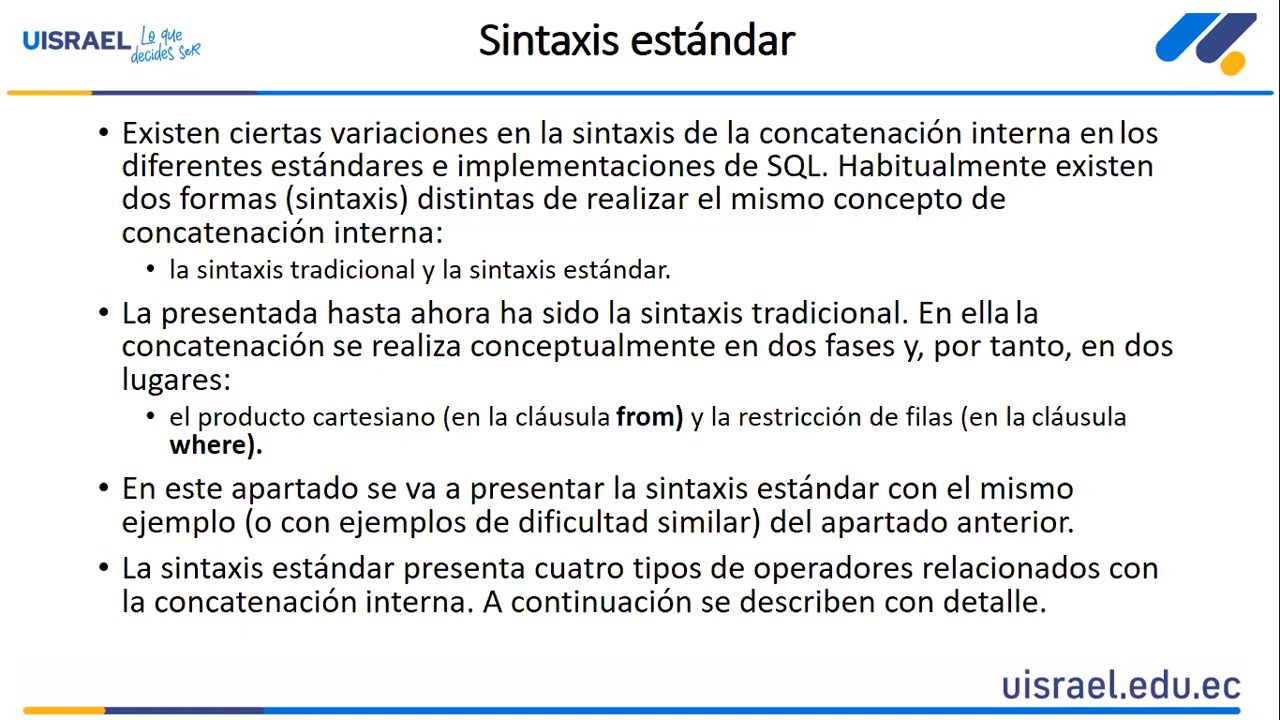 UISRAEL Lo que
decides seR
Sintaxis estándar
• Existen ciertas variaciones en la sintaxis de la concatenación interna en los
diferentes estándares e implementaciones de SQL. Habitualmente existen
dos formas (sintaxis) distintas de realizar el mismo concepto de
concatenación interna:
• la sintaxis tradicional y la sintaxis estándar.
• La presentada hasta ahora ha sido la sintaxis tradicional. En ella la
concatenación se realiza conceptualmente en dos fases y, por tanto, en dos
lugares:
• el producto cartesiano (en la cláusula from) y la restricción de filas (en la cláusula
where).
• En este apartado se va a presentar la sintaxis estándar con el mismo
ejemplo (o con ejemplos de dificultad similar) del apartado anterior.
• La sintaxis estándar presenta cuatro tipos de operadores relacionados con
la concatenación interna. A continuación se describen con detalle.
uisrael.edu.ec